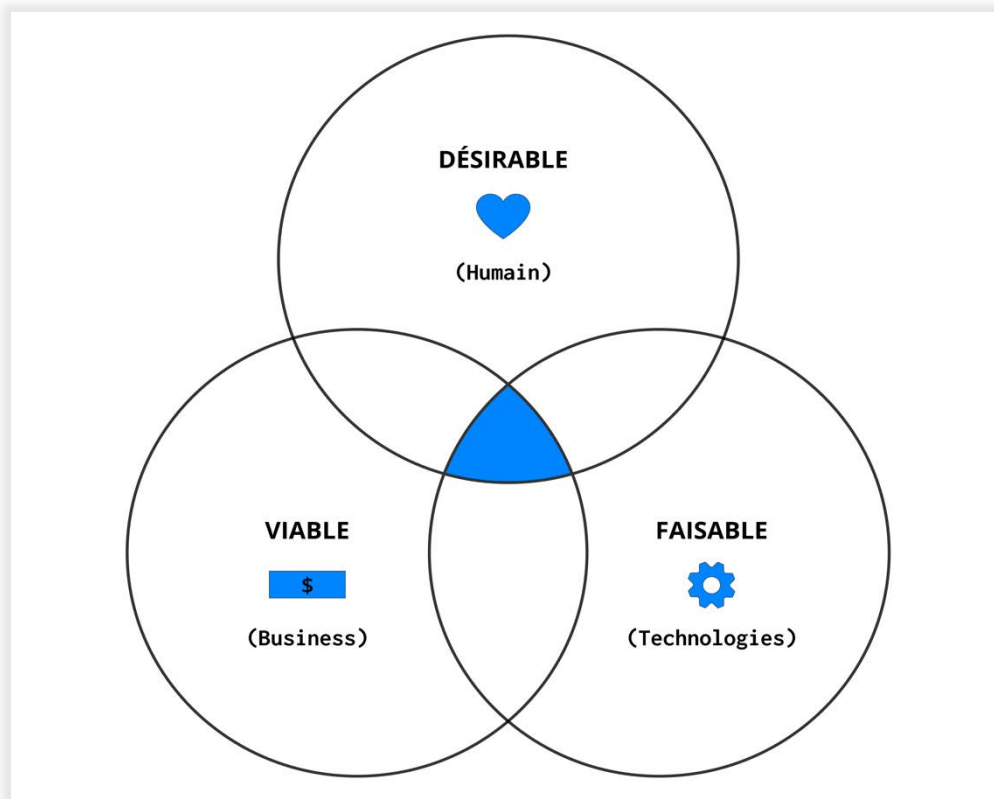 DÉSIRABLE
(Humain)
VIABLE
$
(Business)
FAISABLE
(Technologies)